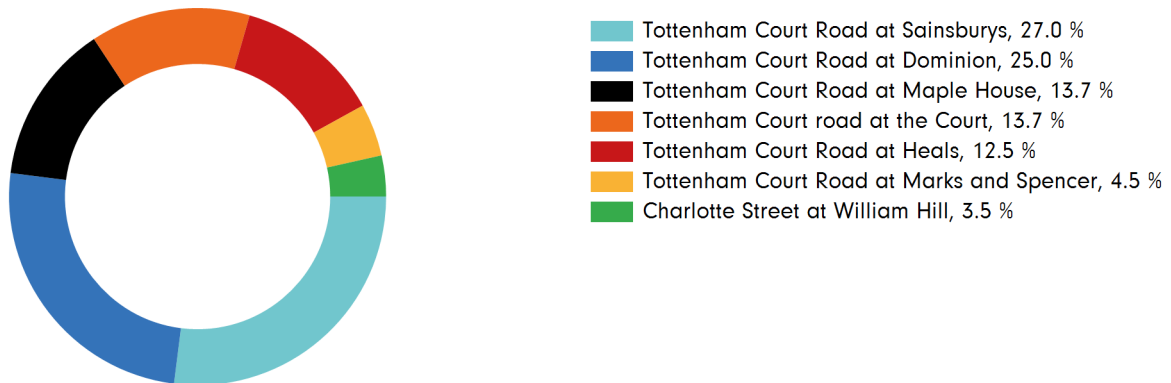 Tottenham Court Road at Sainsburys, 27.0 %
Tottenham Court Road at Dominion, 25.0 %
Tottenham Court Road at Maple House, 13.7 %
Tottenham Court road at the Court, 13.7 %
Tottenham Court Road at Heals, 12.5 %
Tottenham Court Road at Marks and Spencer, 4.5 %
Charlotte Street at William Hill, 3.5 %